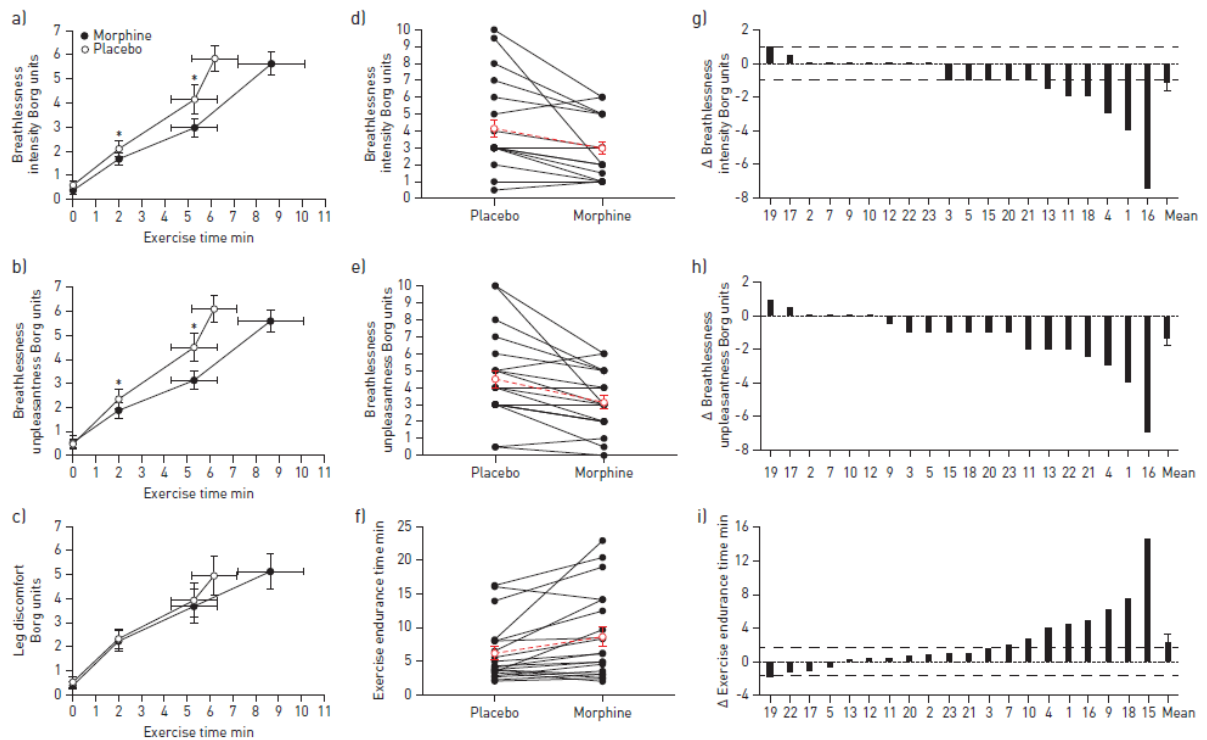 a)
Morphine
Placebo
Breathlessness
intensity Borg units
7
6
5
4
3
2
1
0
0 1 2 3 4 5 6 7 8 9 10 11
Exercise time min
*
*
d)
Breathlessness
intensity Borg units
10
9
8
7
6
5
4
3
2
1
0
Placebo Morphine
g)
Δ Breathlessness
intensity Borg units
2
0
-2
-4
-6
-8
19 17 2 7 9 10 12 22 23 3 5 15 20 21 13 11 18 4 1 16 Mean
b)
Breathlessness
unpleasantness Borg units
7
6
5
4
3
2
1
0
0 1 2 3 4 5 6 7 8 9 10 11
Exercise time min
*
*
e)
Breathlessness
unpleasantness Borg units
10
9
8
7
6
5
4
3
2
1
0
Placebo Morphine
h)
Δ Breathlessness
unpleasantness Borg units
2
0
-2
-4
-6
-8
19 17 2 7 10 12 9 3 5 15 18 20 23 11 13 22 21 4 1 16 Mean
c)
Leg discomfort
Borg units
7
6
5
4
3
2
1
0
0 1 2 3 4 5 6 7 8 9 10 11
Exercise time min
f)
Exercise endurance time min
25
20
15
10
5
0
Placebo Morphine
i)
Δ Exercise endurance time min
16
12
8
4
0
-4
19 22 17 5 13 12 11 20 2 23 21 3 7 10 4 1 16 9 18 15 Mean